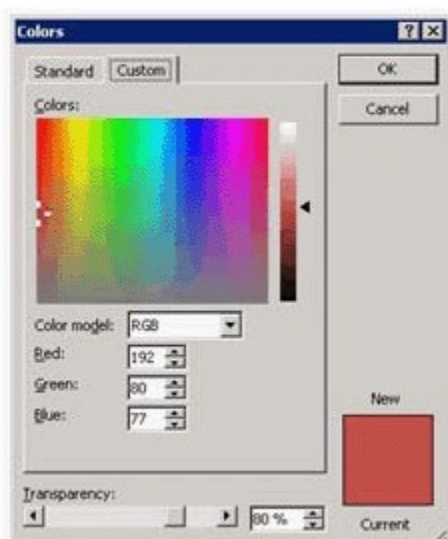 Colors
Standard Custom
OK
Cancel
Colors:
Color model: RGB
Red: 192
Green: 80
Blue: 77
New
Transparency:
80 %
Current